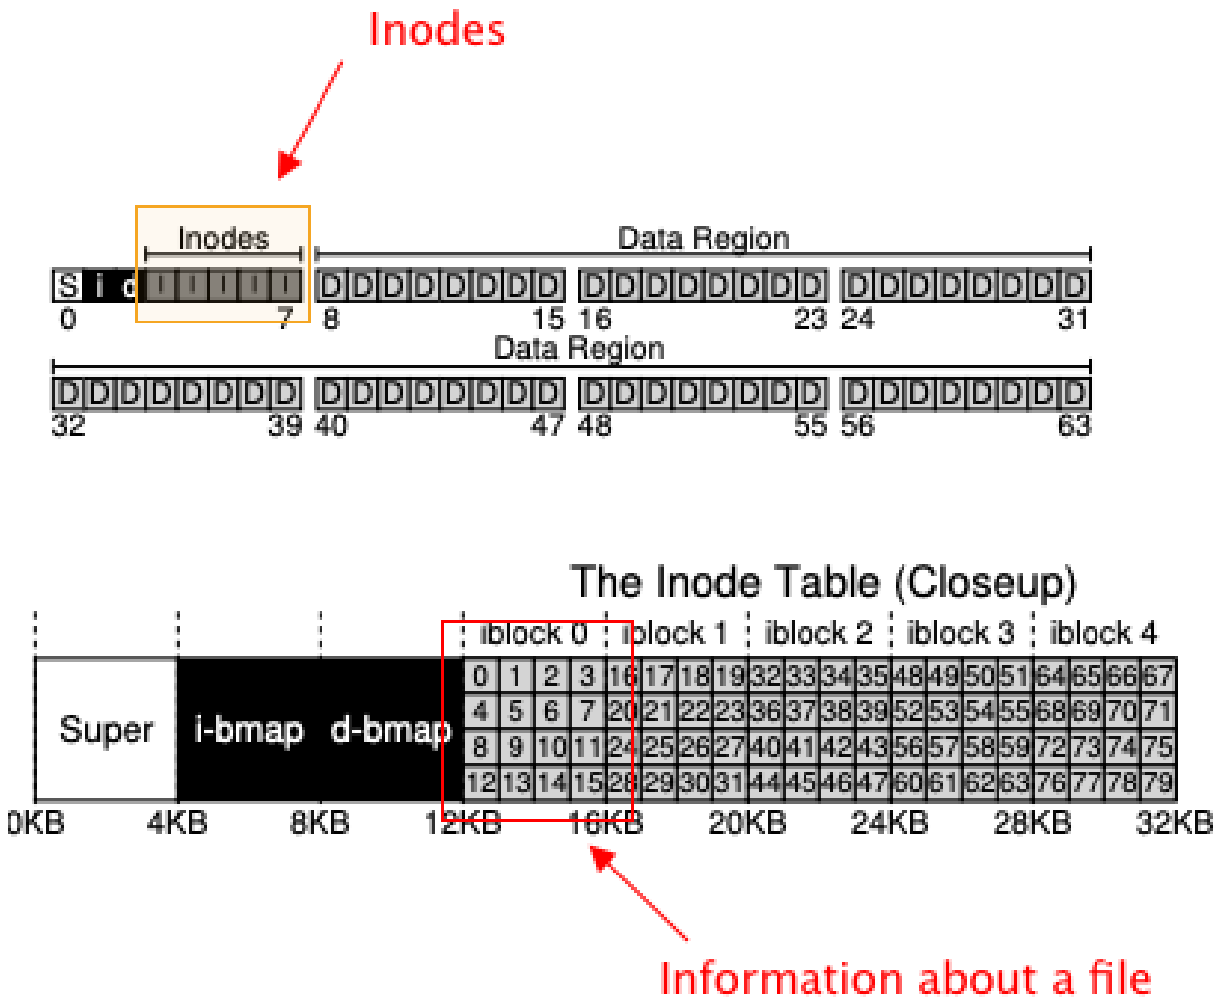 Inodes
Inodes Data Region
S i d I I I I I D D D D D D D D D D D D D D D D D D D D D D D D
0 7 8 15 16 23 24 31
Data Region
D D D D D D D D D D D D D D D D D D D D D D D D D D D D D D D D
32 39 40 47 48 55 56 63
The Inode Table (Closeup)
iblock 0 iblock 1 iblock 2 iblock 3 iblock 4
0 1 2 3 16 17 18 19 32 33 34 35 48 49 50 51 64 65 66 67
4 5 6 7 20 21 22 23 36 37 38 39 52 53 54 55 68 69 70 71
Super i-bmap d-bmap
8 9 10 11 24 25 26 27 40 41 42 43 56 57 58 59 72 73 74 75
12 13 14 15 28 29 30 31 44 45 46 47 60 61 62 63 76 77 78 79
0KB 4KB 8KB 12KB 16KB 20KB 24KB 28KB 32KB
Information about a file